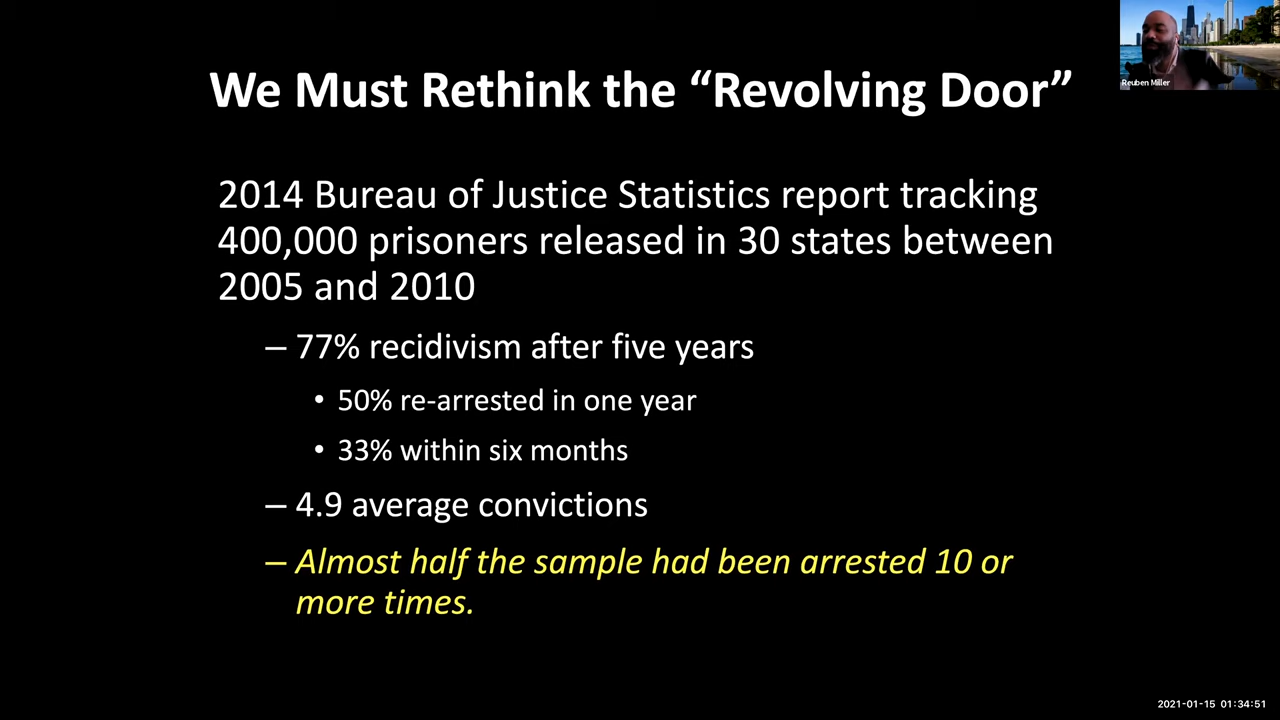 We Must Rethink the “Revolving Door”
Reuben Miller
2014 Bureau of Justice Statistics report tracking
400,000 prisoners released in 30 states between
2005 and 2010
– 77% recidivism after five years
• 50% re-arrested in one year
• 33% within six months
– 4.9 average convictions
– Almost half the sample had been arrested 10 or
more times.
2021-01-15 01:34:51